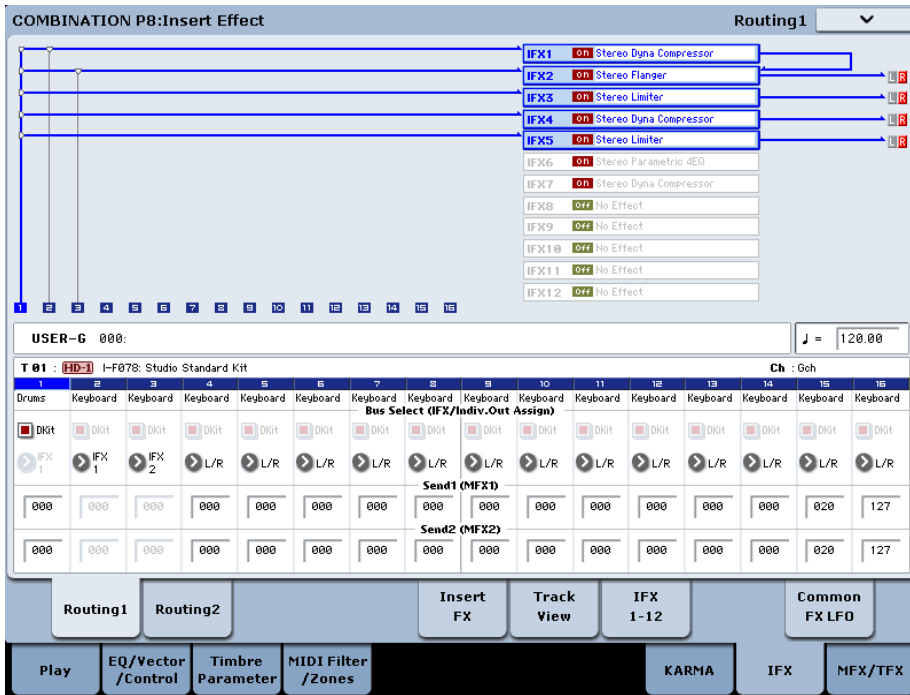 COMBINATION P8:Insert Effect Routing1
IFX1 On Stereo Dyna Compressor
IFX2 On Stereo Flanger L R
IFX3 On Stereo Limiter L R
IFX4 On Stereo Dyna Compressor L R
IFX5 On Stereo Limiter L R
IFX6 On Stereo Parametric 4EQ
IFX7 On Stereo Dyna Compressor
IFX8 Off No Effect
IFX9 Off No Effect
IFX10 Off No Effect
IFX11 Off No Effect
IFX12 Off No Effect
1 2 3 4 5 6 7 8 9 10 11 12 13 14 15 16
USER-G 000: ♩ = 120.00
T 01 : HD-1 I-F078: Studio Standard Kit Ch : Gch
1 2 3 4 5 6 7 8 9 10 11 12 13 14 15 16
Drums Keyboard Keyboard Keyboard Keyboard Keyboard Keyboard Keyboard Keyboard Keyboard Keyboard Keyboard Keyboard Keyboard Keyboard Keyboard
Bus Select (IFX/Indiv.Out Assign)
DKit DKit DKit DKit DKit DKit DKit DKit DKit DKit DKit DKit DKit DKit DKit DKit
IFX 1 IFX 1 IFX 2 L/R L/R L/R L/R L/R L/R L/R L/R L/R L/R L/R L/R L/R
Send1 (MFX1)
000 000 000 000 000 000 000 000 000 000 000 000 000 000 020 127
Send2 (MFX2)
000 000 000 000 000 000 000 000 000 000 000 000 000 000 020 127
Routing1 Routing2 Insert FX Track View IFX 1-12 Common FX LFO
Play EQ/Vector /Control Timbre Parameter MIDI Filter /Zones KARMA IFX MFX/TFX